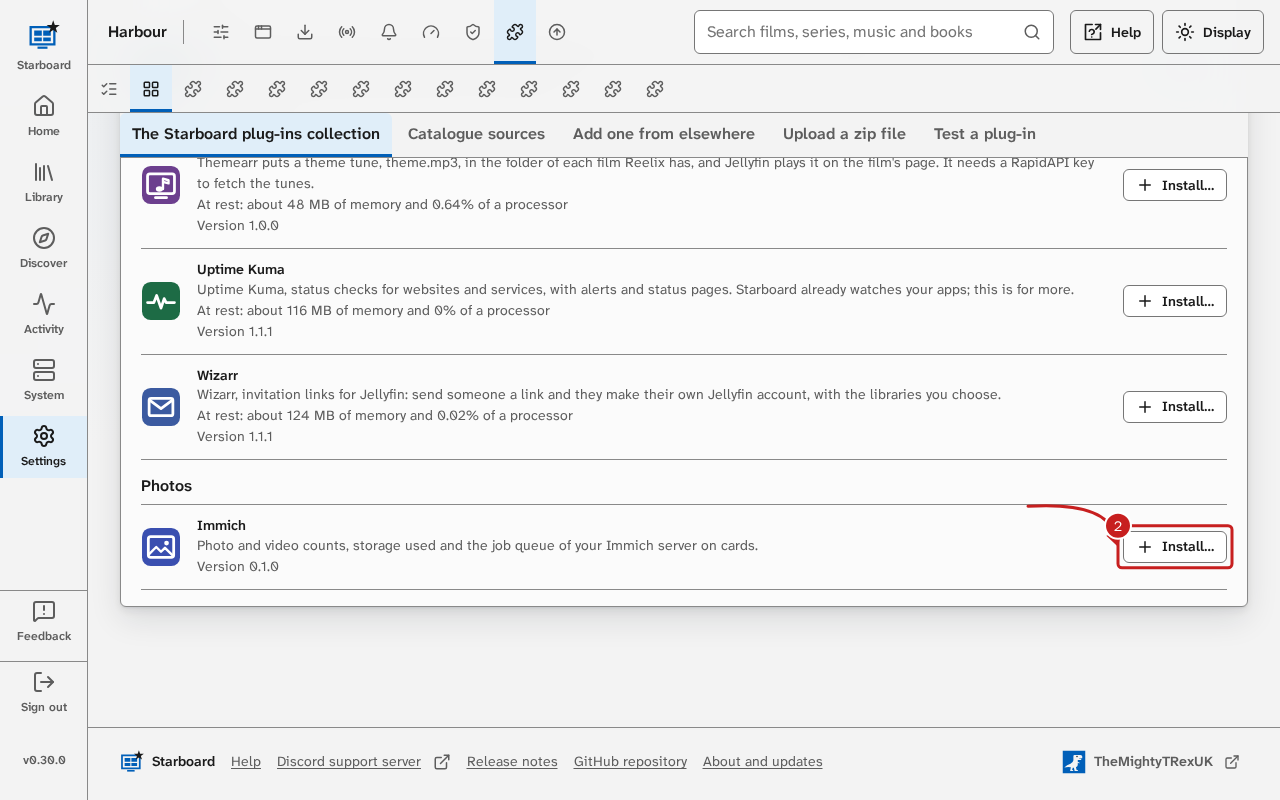 Starboard
Home
Library
Discover
Activity
System
Settings
Feedback
Sign out
v0.30.0
Harbour
Search films, series, music and books
Help
Display
The Starboard plug-ins collection
Catalogue sources
Add one from elsewhere
Upload a zip file
Test a plug-in
Themearr puts a theme tune, theme.mp3, in the folder of each film Reelix has, and Jellyfin plays it on the film's page. It needs a RapidAPI key
to fetch the tunes.
At rest: about 48 MB of memory and 0.64% of a processor
Version 1.0.0
Install...
Uptime Kuma
Uptime Kuma, status checks for websites and services, with alerts and status pages. Starboard already watches your apps; this is for more.
At rest: about 116 MB of memory and 0% of a processor
Version 1.1.1
Install...
Wizarr
Wizarr, invitation links for Jellyfin: send someone a link and they make their own Jellyfin account, with the libraries you choose.
At rest: about 124 MB of memory and 0.02% of a processor
Version 1.1.1
Install...
Photos
Immich
Photo and video counts, storage used and the job queue of your Immich server on cards.
Version 0.1.0
2
Install...
Starboard
Help
Discord support server
Release notes
GitHub repository
About and updates
TheMightyTRexUK